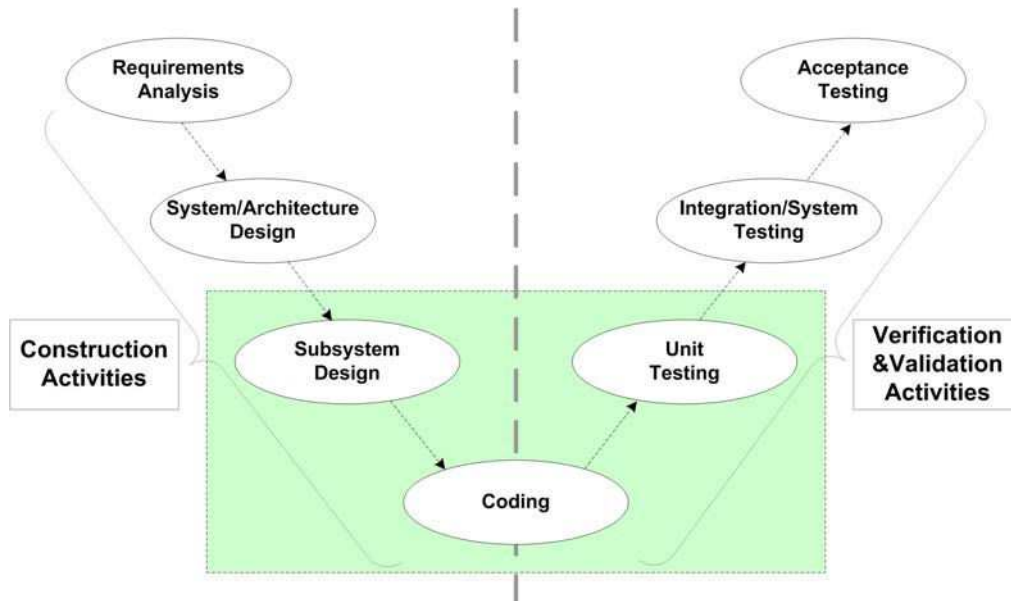 Requirements
Analysis
Acceptance
Testing
System/Architecture
Design
Integration/System
Testing
Construction
Activities
Subsystem
Design
Unit
Testing
Verification
&Validation
Activities
Coding